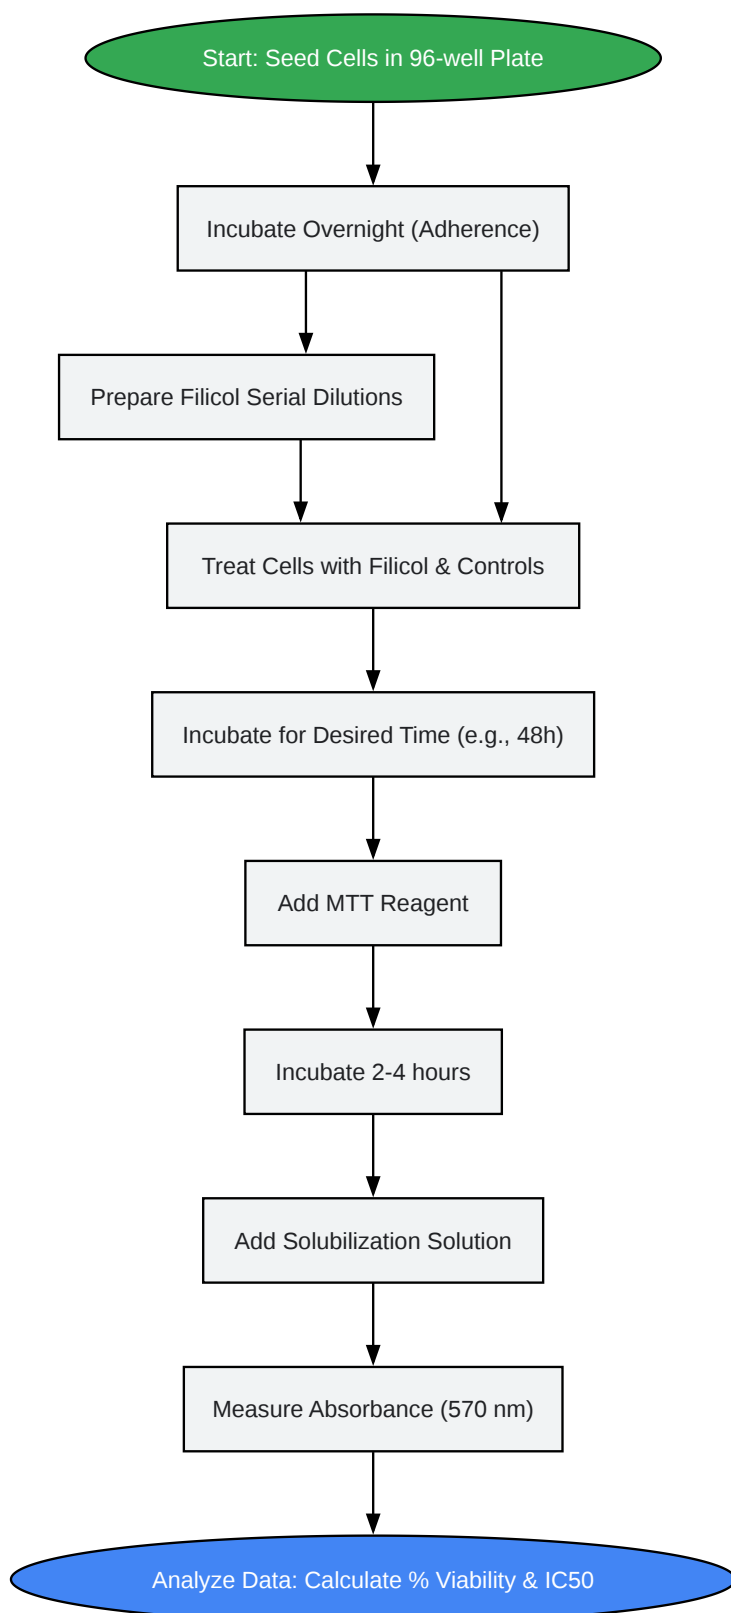 Start: Seed Cells in 96-well Plate
Incubate Overnight (Adherence)
Prepare Filicol Serial Dilutions
Treat Cells with Filicol & Controls
Incubate for Desired Time (e.g., 48h)
Add MTT Reagent
Incubate 2-4 hours
Add Solubilization Solution
Measure Absorbance (570 nm)
Analyze Data: Calculate % Viability & IC50